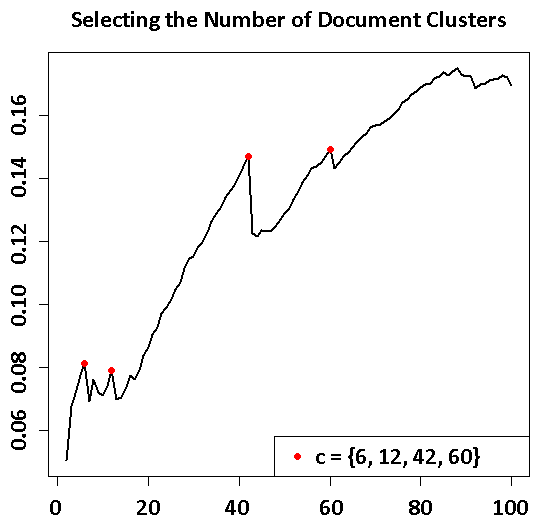 Selecting the Number of Document Clusters
0.16
0.14
0.12
0.10
0.08
0.06
c = {6, 12, 42, 60}
0 20 40 60 80 100